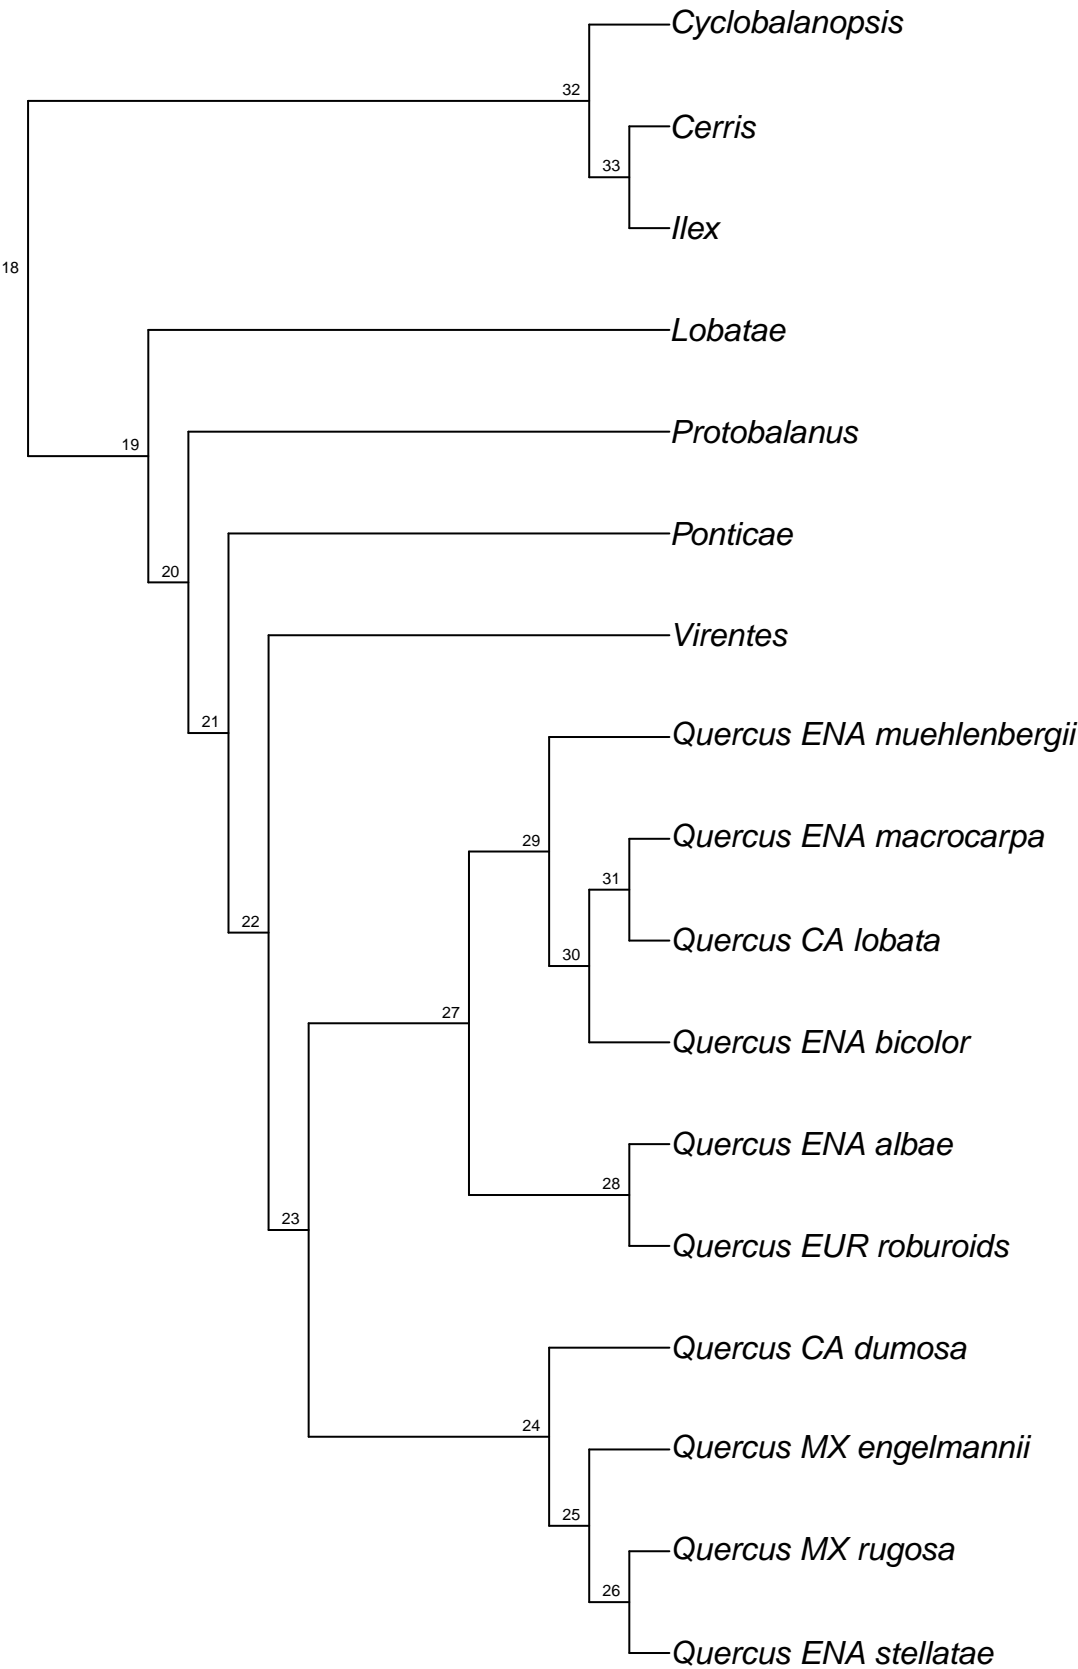 Cyclobalanopsis
32
Cerris
33
Ilex
18
Lobatae
Protobalanus
19
Ponticae
20
Virentes
21
Quercus ENA muehlenbergii
Quercus ENA macrocarpa
29
31
22
Quercus CA lobata
30
27
Quercus ENA bicolor
Quercus ENA albae
28
23
Quercus EUR roburoids
Quercus CA dumosa
24
Quercus MX engelmannii
25
Quercus MX rugosa
26
Quercus ENA stellatae